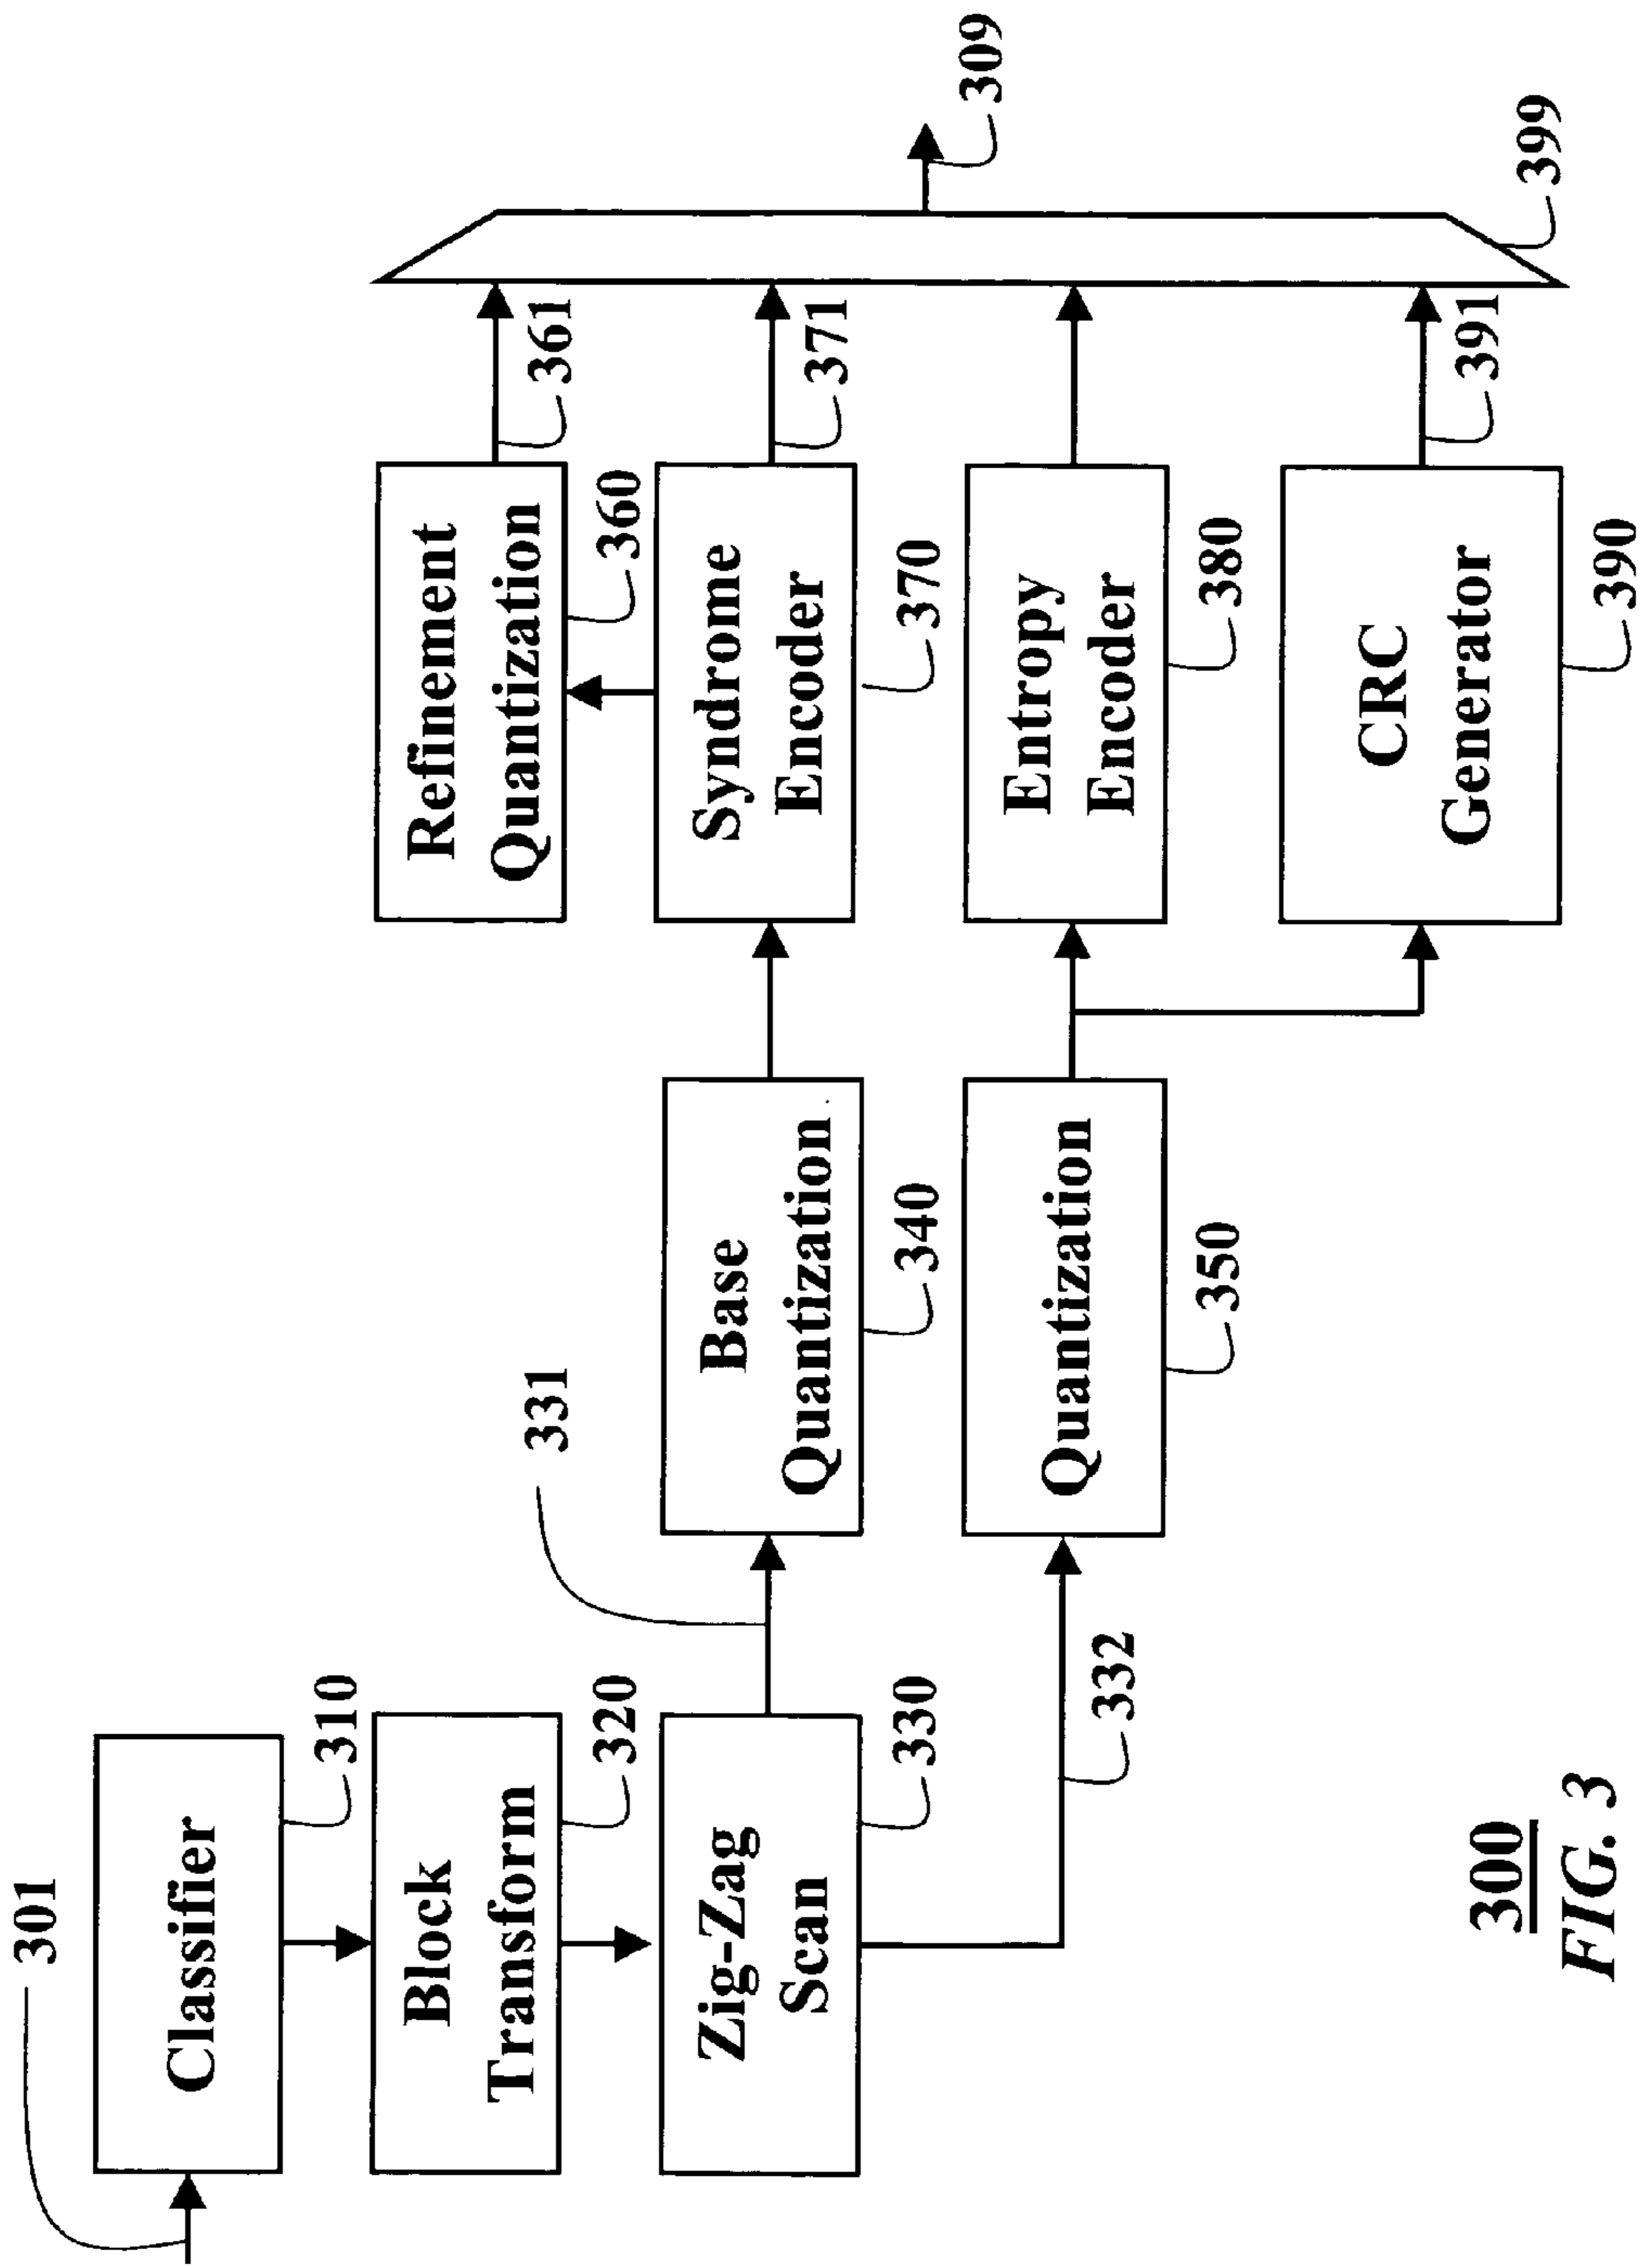 301
Classifier
310
Block
Transform
320
Zig-Zag
Scan
330
331
332
Base
Quantization
340
Quantization
350
Refinement
Quantization
360
361
Syndrome
Encoder
370
371
Entropy
Encoder
380
CRC
Generator
390
391
309
399
300
FIG. 3